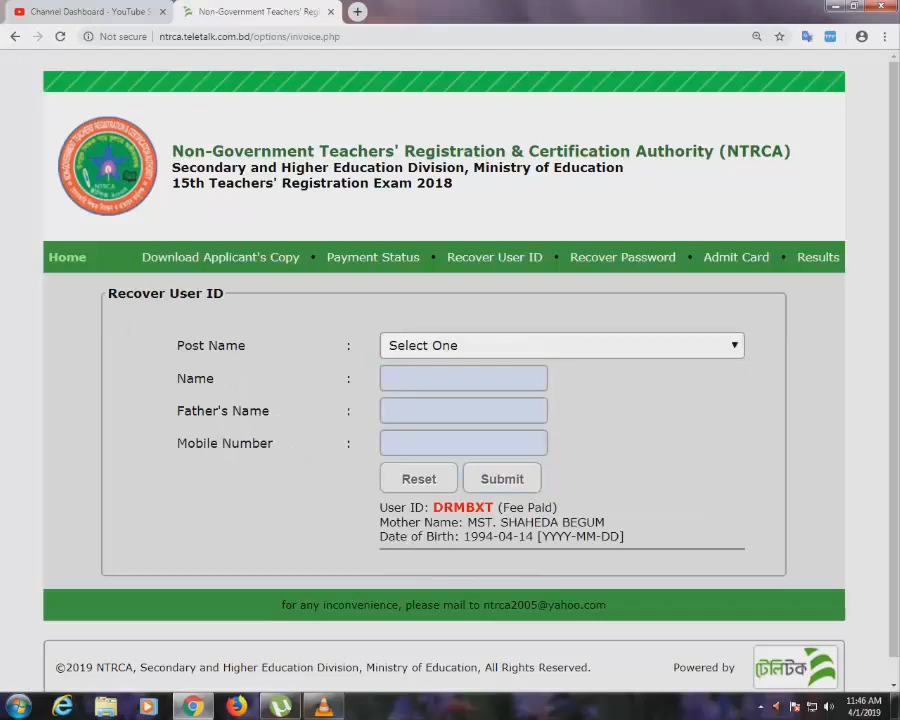 Channel Dashboard - YouTube
Non-Government Teachers' Regi
Not secure | ntrca.teletalk.com.bd/options/invoice.php
Non-Government Teachers' Registration & Certification Authority (NTRCA)
Secondary and Higher Education Division, Ministry of Education
15th Teachers' Registration Exam 2018
NTRCA
Home Download Applicant's Copy • Payment Status • Recover User ID • Recover Password • Admit Card • Results
Recover User ID
Post Name : Select One
Name :
Father's Name :
Mobile Number :
Reset Submit
User ID: DRMBXT (Fee Paid)
Mother Name: MST. SHAHEDA BEGUM
Date of Birth: 1994-04-14 [YYYY-MM-DD]
for any inconvenience, please mail to ntrca2005@yahoo.com
©2019 NTRCA, Secondary and Higher Education Division, Ministry of Education, All Rights Reserved. Powered by টেলিটক
11:46 AM
4/1/2019